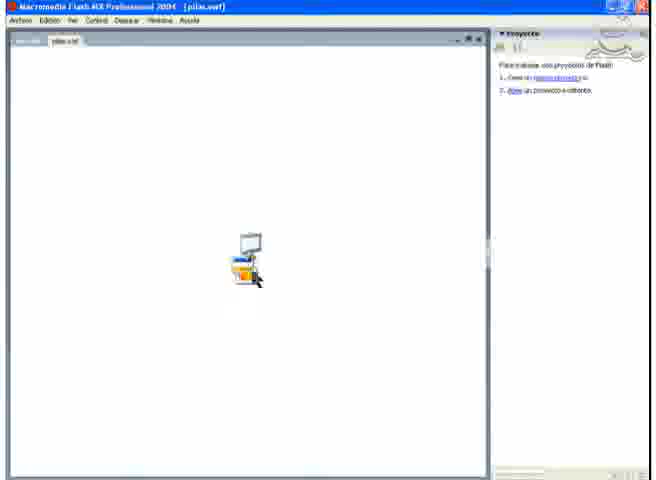 Macromedia Flash MX Professional 2004 - [pilas.swf]
Archivo Edición Ver Control Depurar Ventana Ayuda
pilas.swf
Proyecto
Para trabajar con proyectos de Flash:
1. Cree un nuevo proyecto.
2. Abra un proyecto existente.